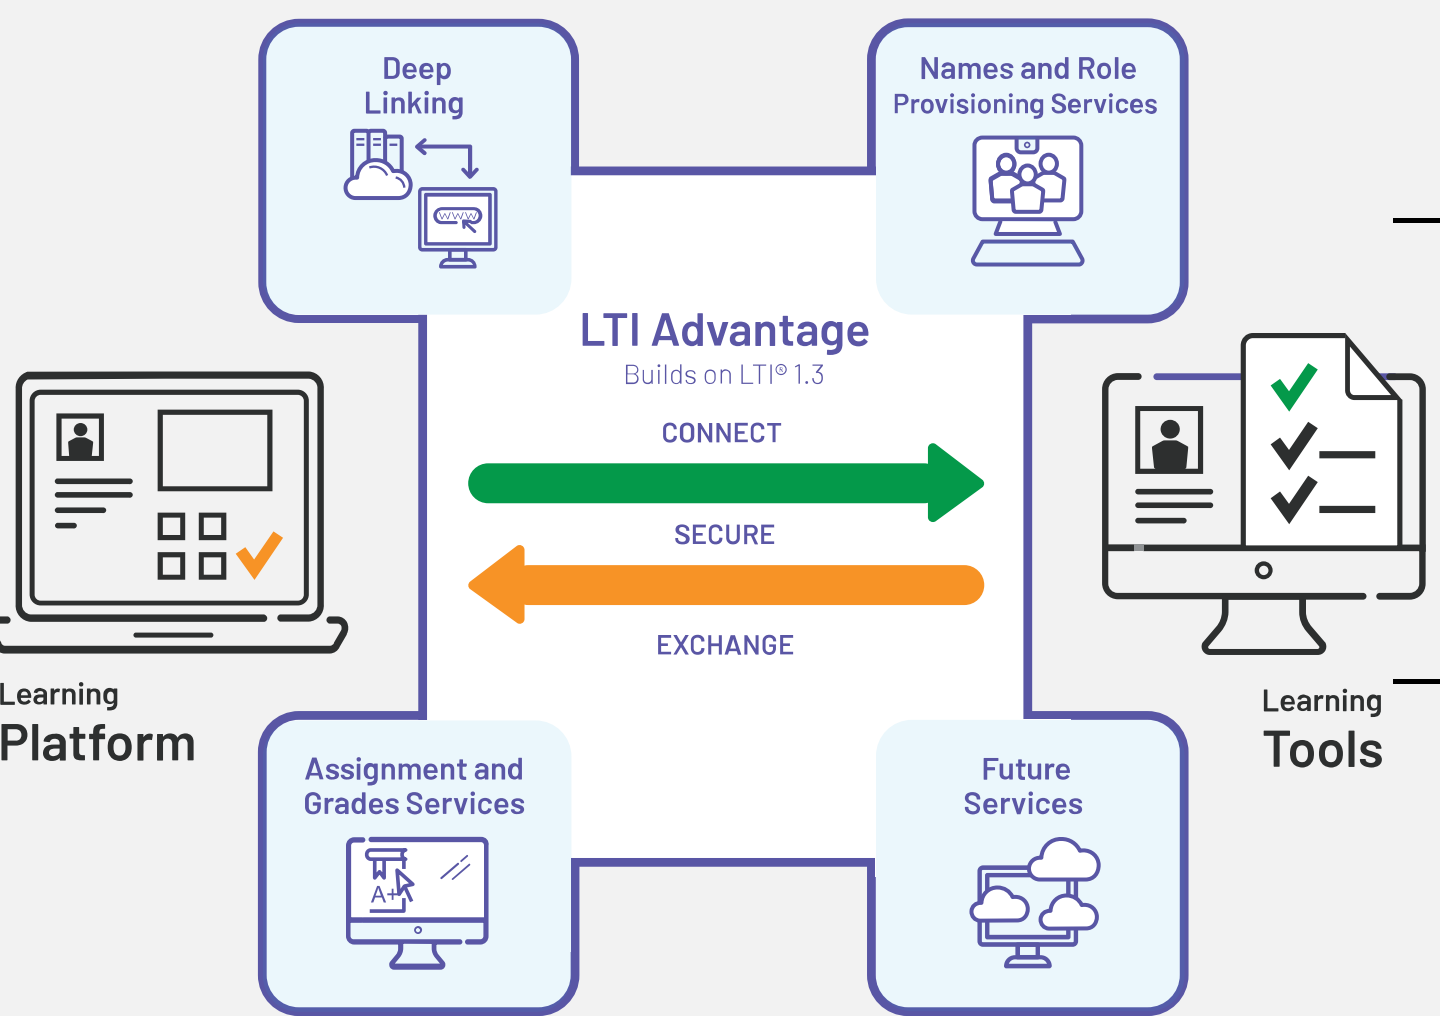 Deep
Linking
WWW
Names and Role
Provisioning Services
LTI Advantage
Builds on LTI® 1.3
CONNECT
SECURE
EXCHANGE
Learning
Platform
Learning
Tools
Assignment and
Grades Services
A+
Future
Services